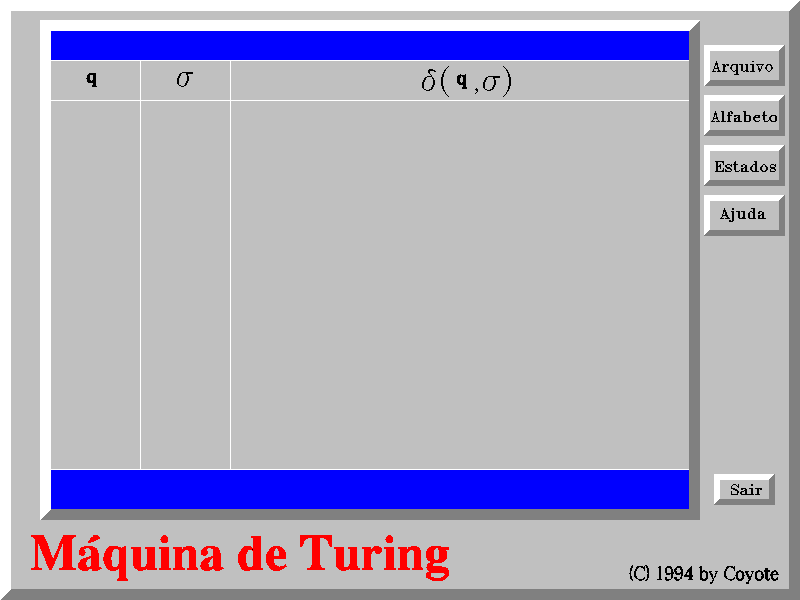 q σ δ(q,σ)
Arquivo
Alfabeto
Estados
Ajuda
Sair
Máquina de Turing
(C) 1994 by Coyote